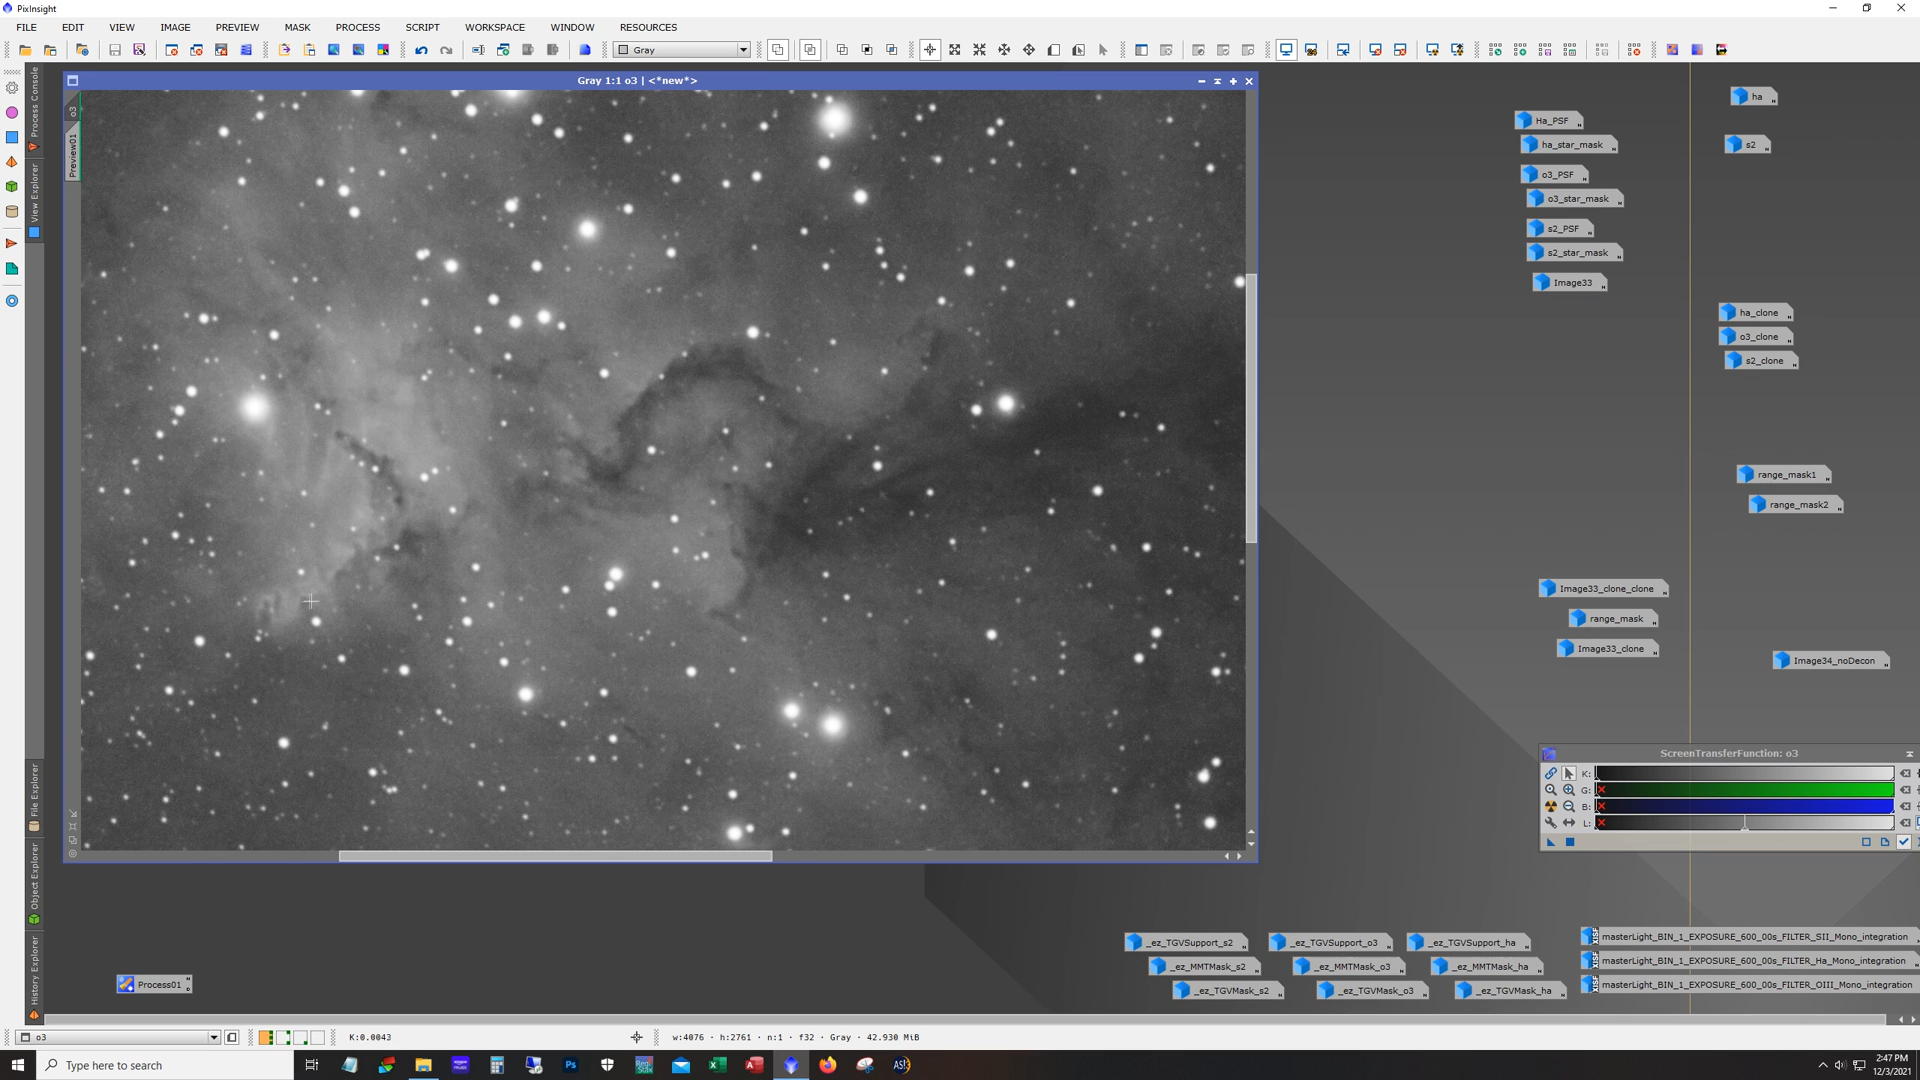 PixInsight
FILE EDIT VIEW IMAGE PREVIEW MASK PROCESS SCRIPT WORKSPACE WINDOW RESOURCES
Gray
Gray 1:1 o3 | <*new*>
o3
Preview01
Process Console
View Explorer
File Explorer
Object Explorer
History Explorer
ha
Ha_PSF
ha_star_mask
s2
o3_PSF
o3_star_mask
s2_PSF
s2_star_mask
Image33
ha_clone
o3_clone
s2_clone
range_mask1
range_mask2
Image33_clone_clone
range_mask
Image33_clone
Image34_noDecon
ScreenTransferFunction: o3
K:
G:
B:
L:
_ez_TGVSupport_s2 _ez_TGVSupport_o3 _ez_TGVSupport_ha
_ez_MMTMask_s2 _ez_MMTMask_o3 _ez_MMTMask_ha
_ez_TGVMask_s2 _ez_TGVMask_o3 _ez_TGVMask_ha
masterLight_BIN_1_EXPOSURE_600_00s_FILTER_SII_Mono_integration
masterLight_BIN_1_EXPOSURE_600_00s_FILTER_Ha_Mono_integration
masterLight_BIN_1_EXPOSURE_600_00s_FILTER_OIII_Mono_integration
Process01
o3
K:0.0043
w:4076 · h:2761 · n:1 · f32 · Gray · 42.930 MiB
Type here to search
Ps
2:47 PM
12/3/2021